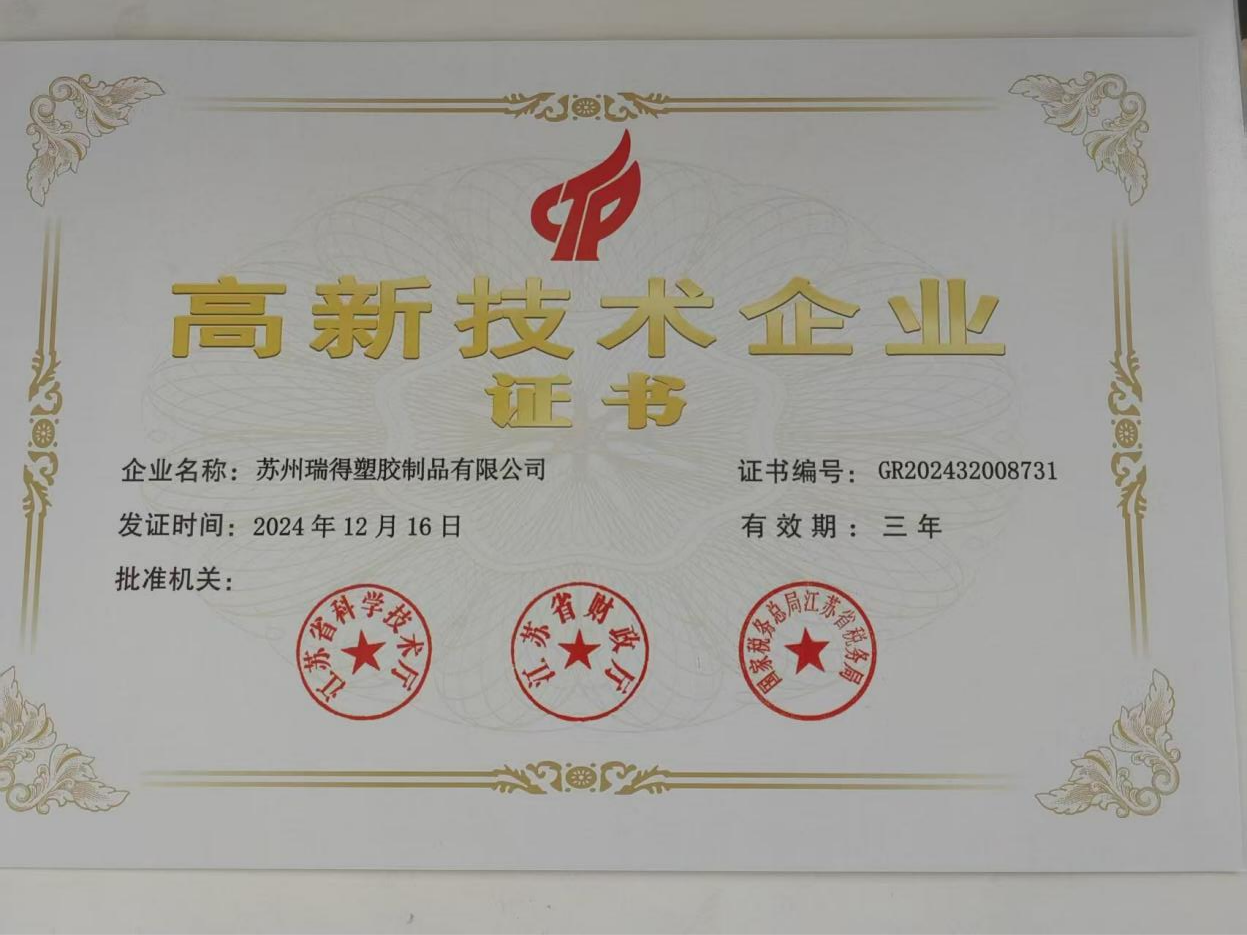 高新技术企业
证书
企业名称：苏州瑞得塑胶制品有限公司
证书编号：GR202432008731
发证时间：2024年12月16日
有效期：三年
批准机关：
江苏省科学技术厅
江苏省财政厅
国家税务总局江苏省税务局